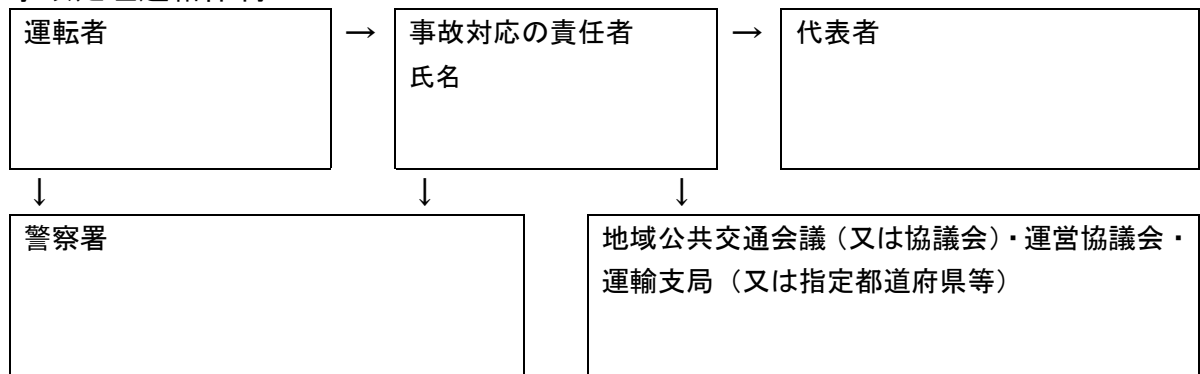 運転者 → 事故対応の責任者 → 代表者
氏名
↓ ↓ ↓
警察署
地域公共交通会議(又は協議会)・運営協議会・
運輸支局(又は指定都道府県等)